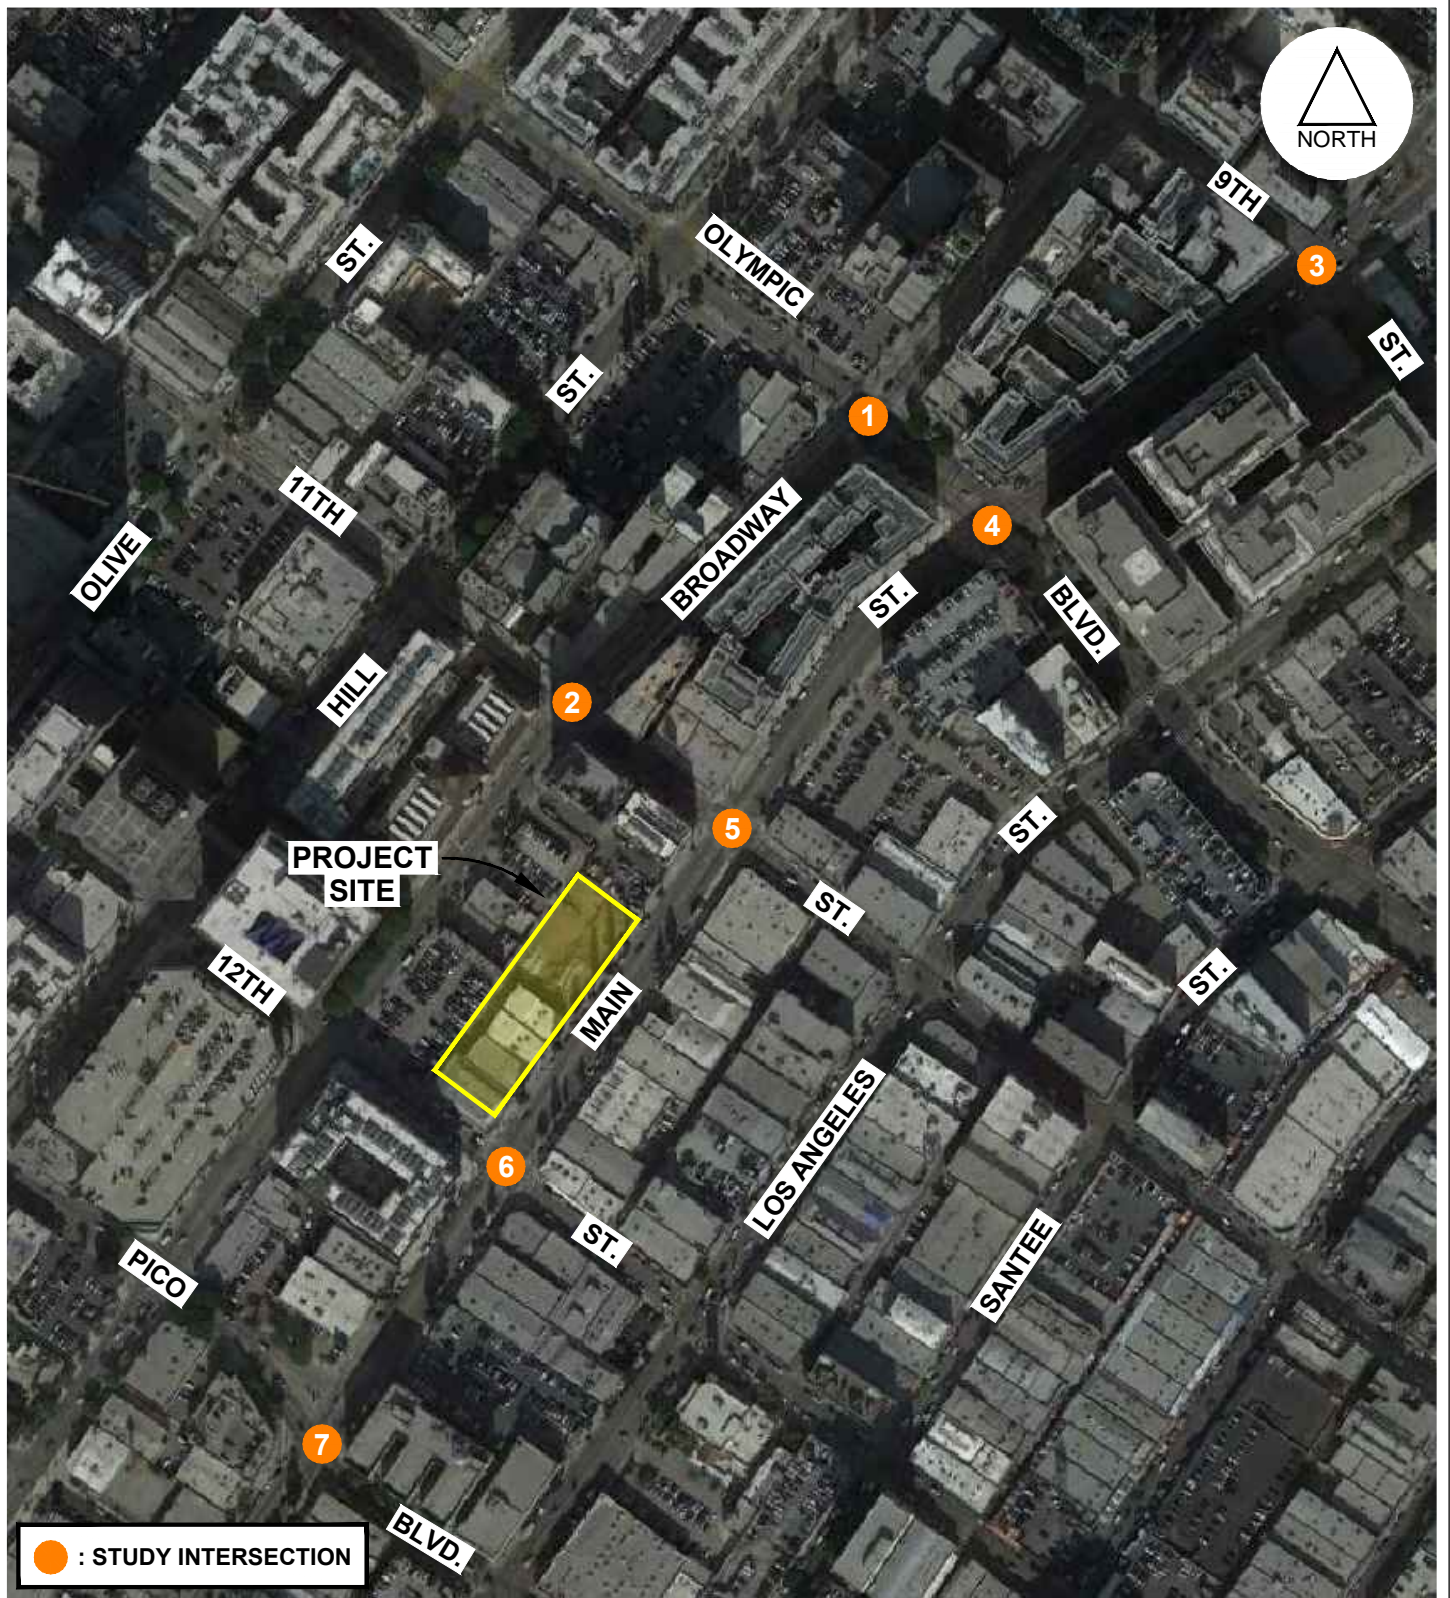 NORTH
9TH
ST.
OLYMPIC
3
ST.
ST.
1
11TH
BROADWAY
4
OLIVE
ST.
BLVD.
HILL
2
5
ST.
PROJECT
SITE
ST.
12TH
MAIN
ST.
LOS ANGELES
6
ST.
SANTEE
PICO
7
BLVD.
: STUDY INTERSECTION